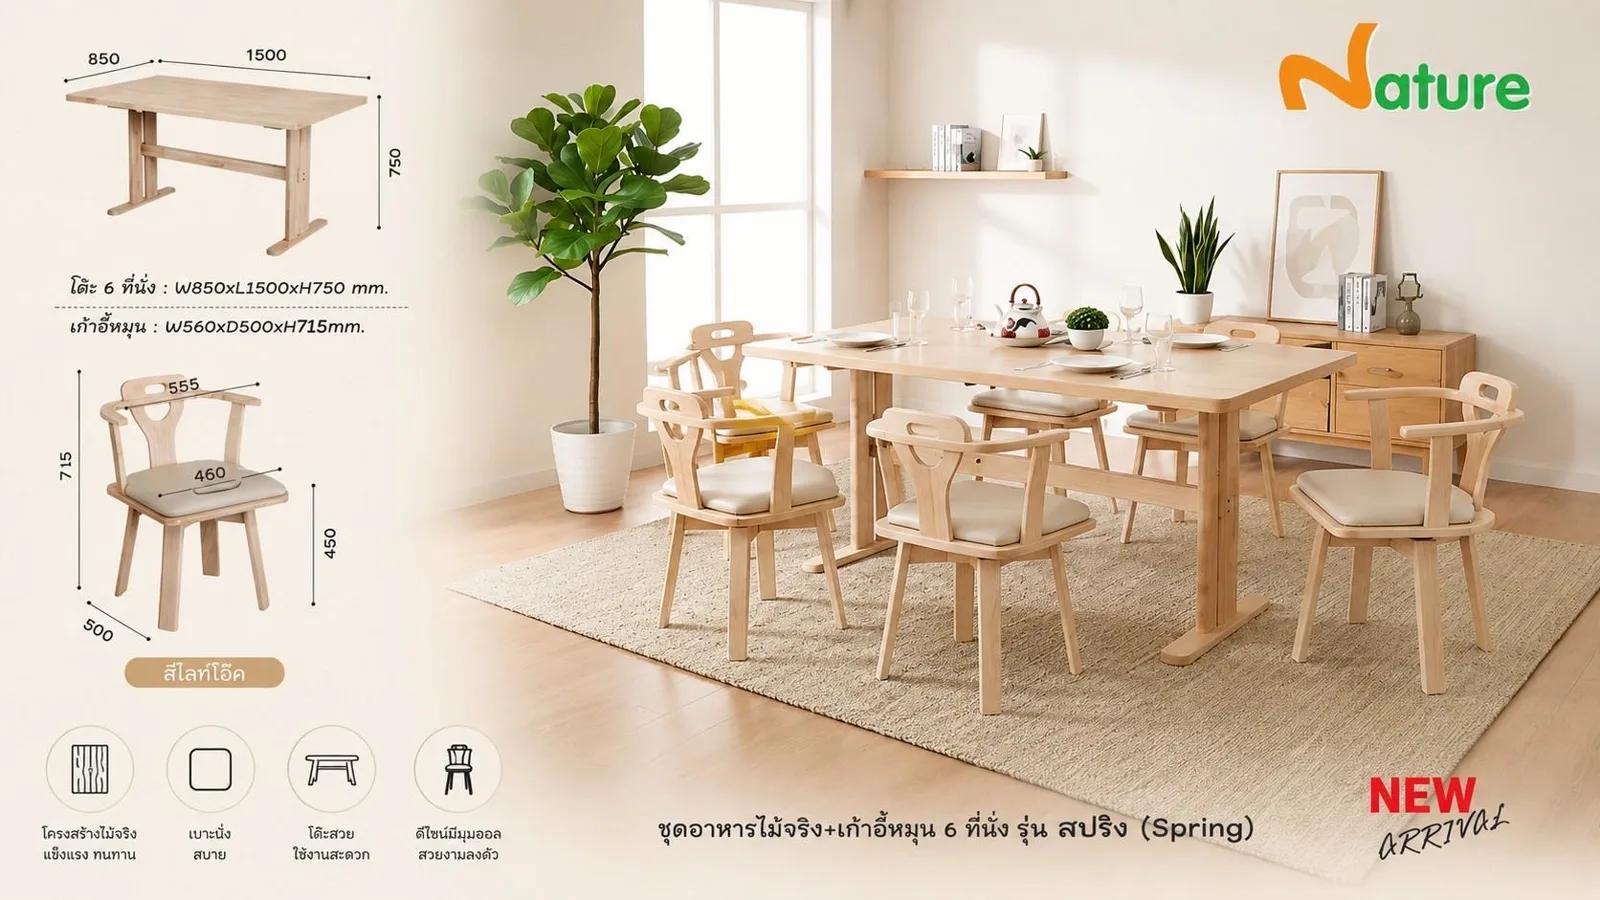 850
1500
750
โต๊ะ 6 ที่นั่ง : W850xL1500xH750 mm.
เก้าอี้หมุน : W560xD500xH715mm.
555
715
460
450
500
สีไลท์โอ๊ค
โครงสร้างไม้จริง
แข็งแรง ทนทาน
เบาะนั่ง
สบาย
โต๊ะสวย
ใช้งานสะดวก
ดีไซน์มีมุมออล
สวยงามลงตัว
Nature
ชุดอาหารไม้จริง+เก้าอี้หมุน 6 ที่นั่ง รุ่น สปริง (Spring)
NEW
ARRIVAL